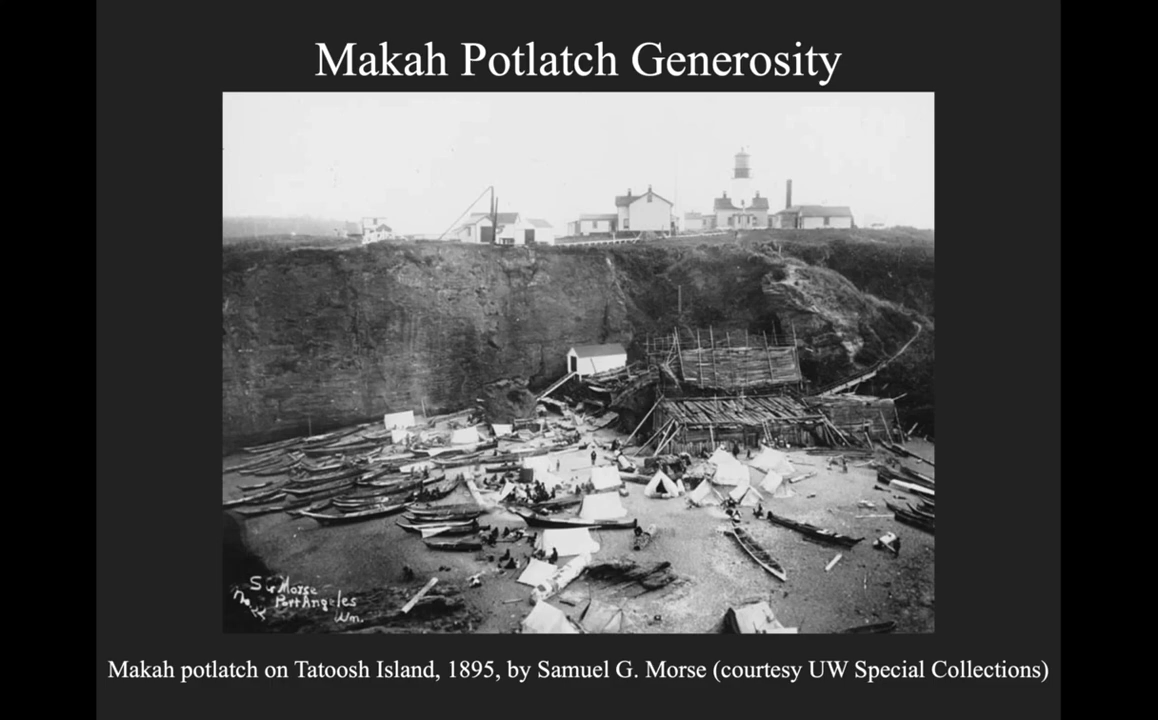 Makah Potlatch Generosity
S G Morse
Port Angeles
Wn.
Makah potlatch on Tatoosh Island, 1895, by Samuel G. Morse (courtesy UW Special Collections)